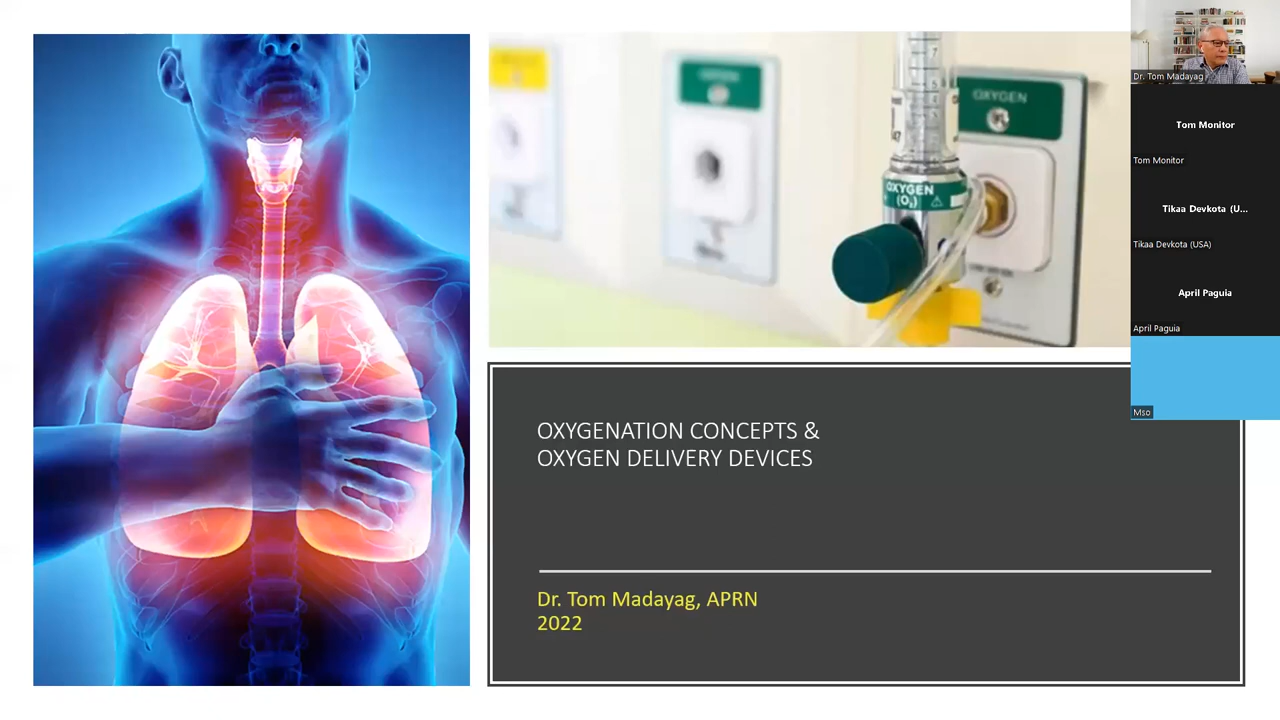 OXYGEN
OXYGEN
(O₂)
OXYGENATION CONCEPTS &
OXYGEN DELIVERY DEVICES
Dr. Tom Madayag, APRN
2022
Dr. Tom Madayag
Tom Monitor
Tom Monitor
Tikaa Devkota (U...
Tikaa Devkota (USA)
April Paguia
April Paguia
Mso